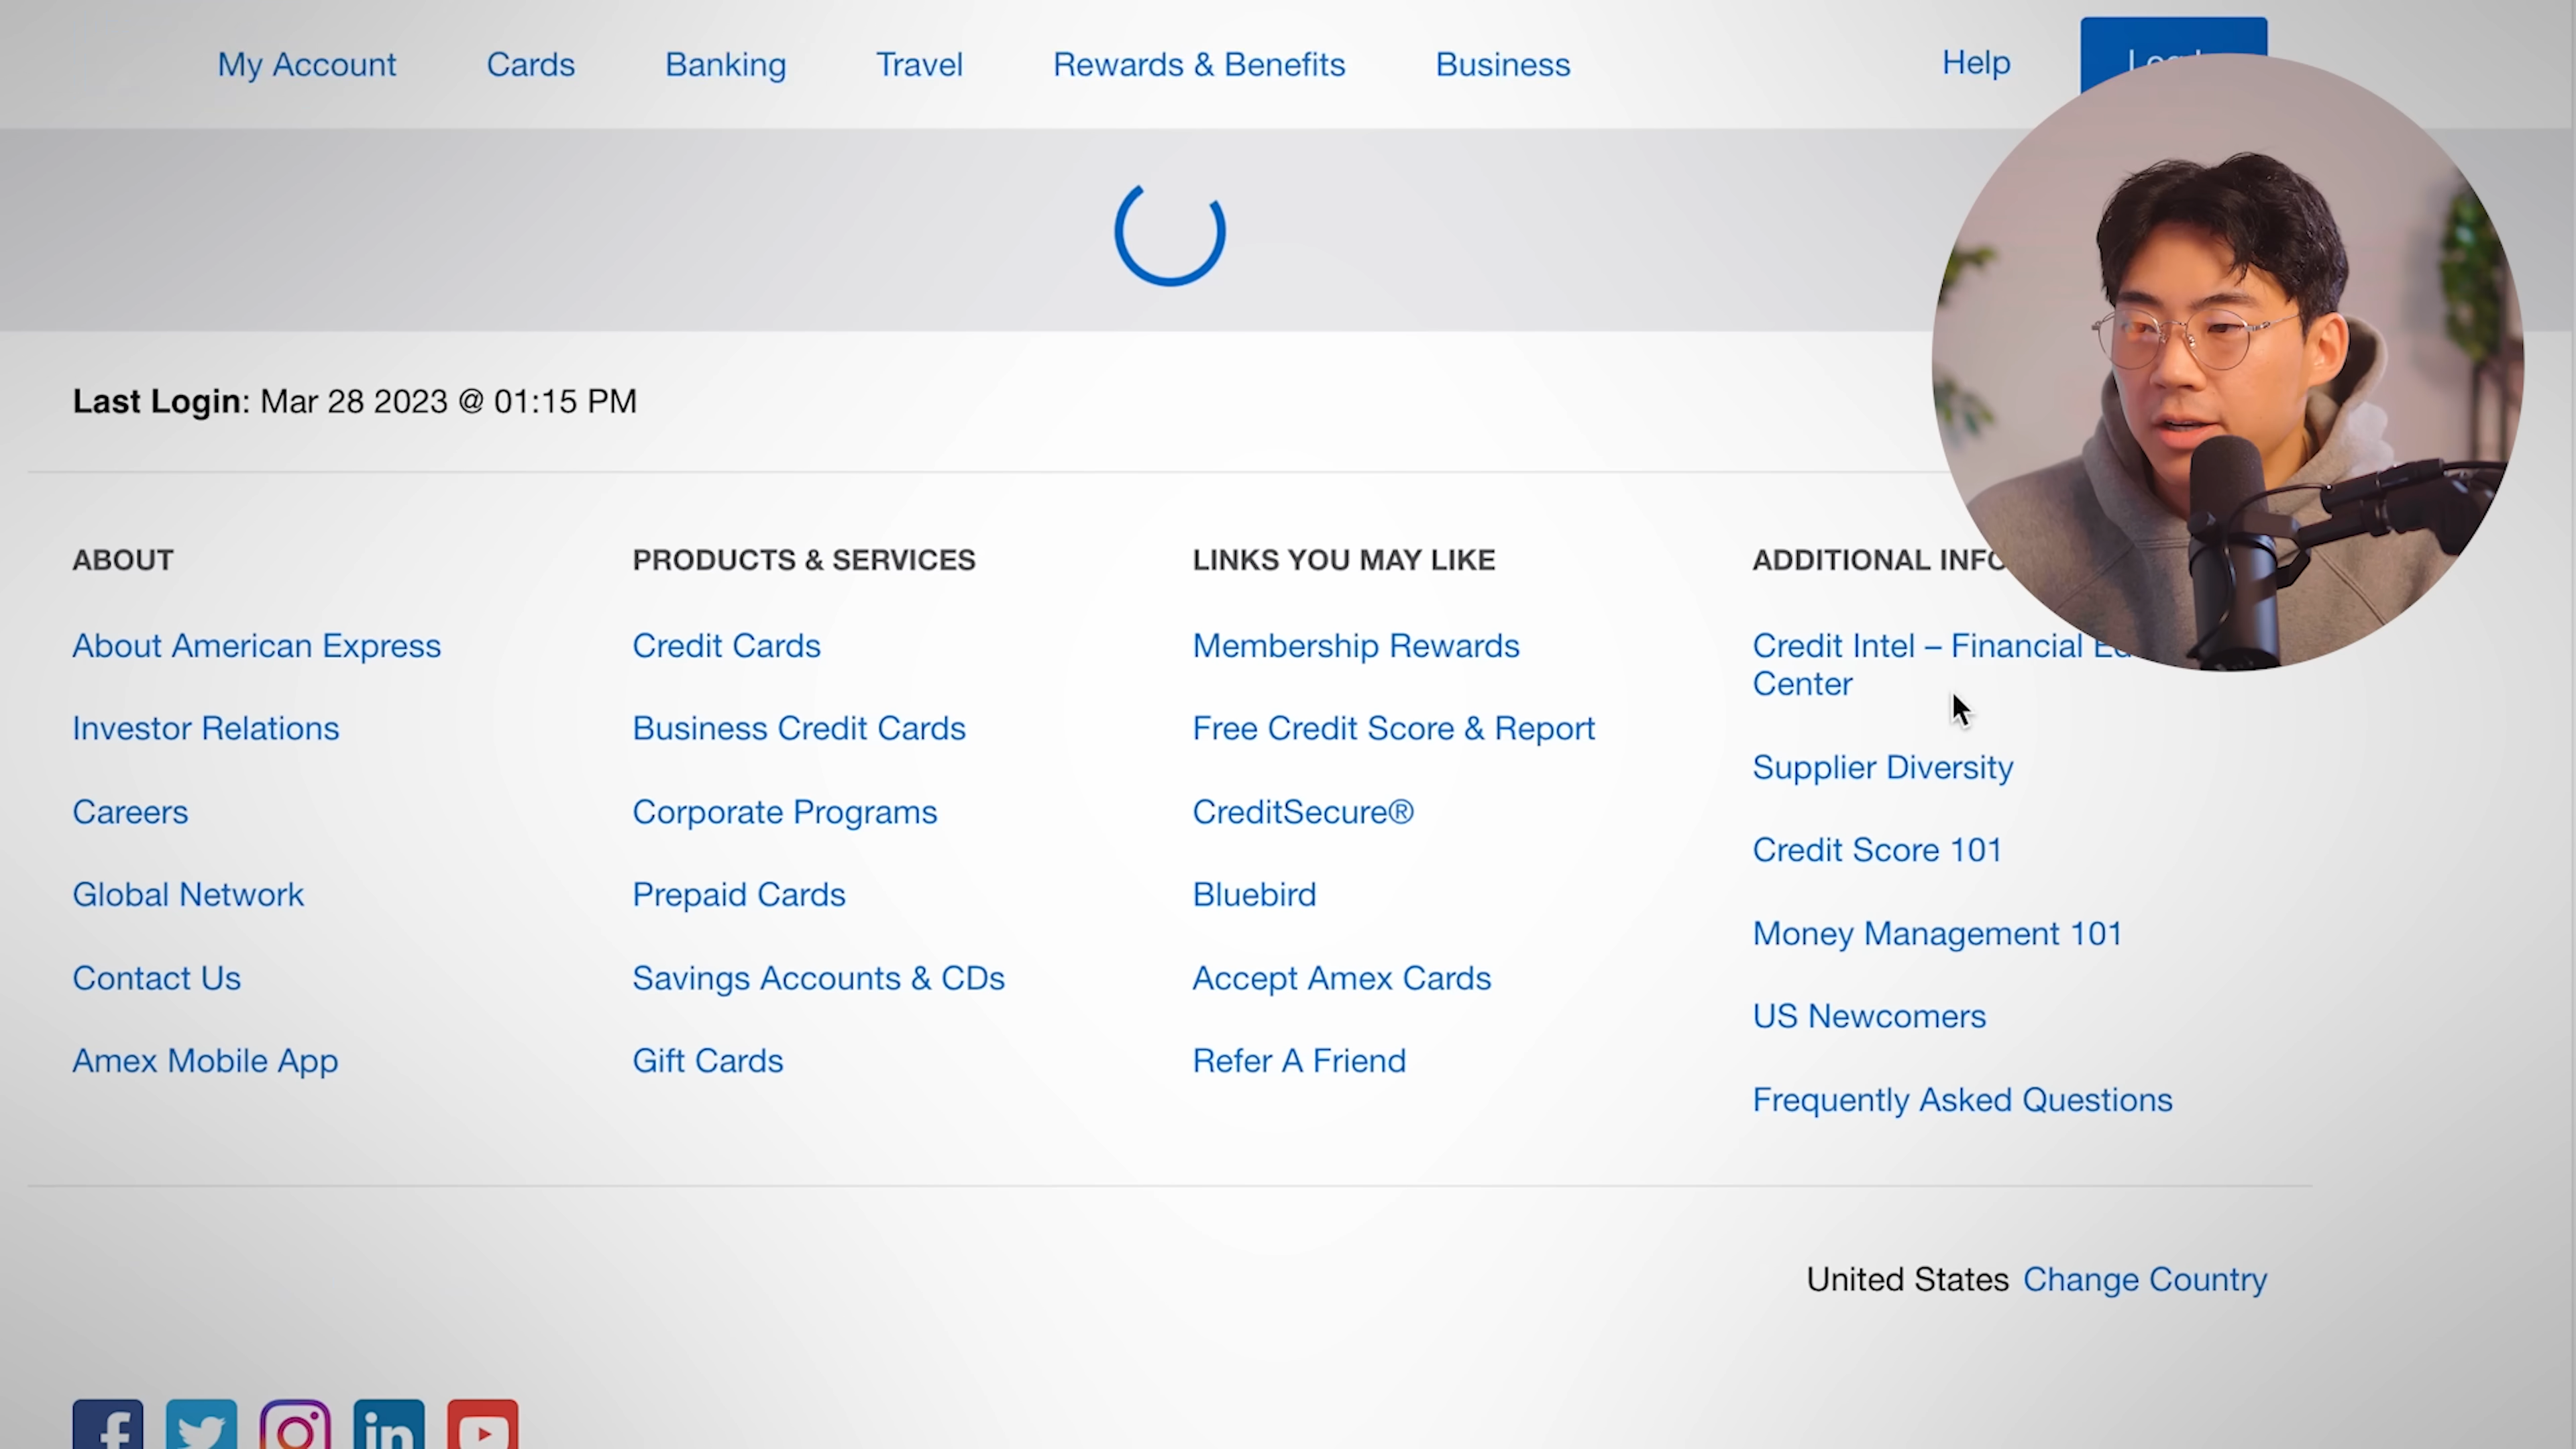 My Account Cards Banking Travel Rewards & Benefits Business Help
Last Login: Mar 28 2023 @ 01:15 PM
ABOUT
About American Express
Investor Relations
Careers
Global Network
Contact Us
Amex Mobile App
PRODUCTS & SERVICES
Credit Cards
Business Credit Cards
Corporate Programs
Prepaid Cards
Savings Accounts & CDs
Gift Cards
LINKS YOU MAY LIKE
Membership Rewards
Free Credit Score & Report
CreditSecure®
Bluebird
Accept Amex Cards
Refer A Friend
ADDITIONAL
Credit Intel – Financial
Center
Supplier Diversity
Credit Score 101
Money Management 101
US Newcomers
Frequently Asked Questions
United States Change Country
f
in